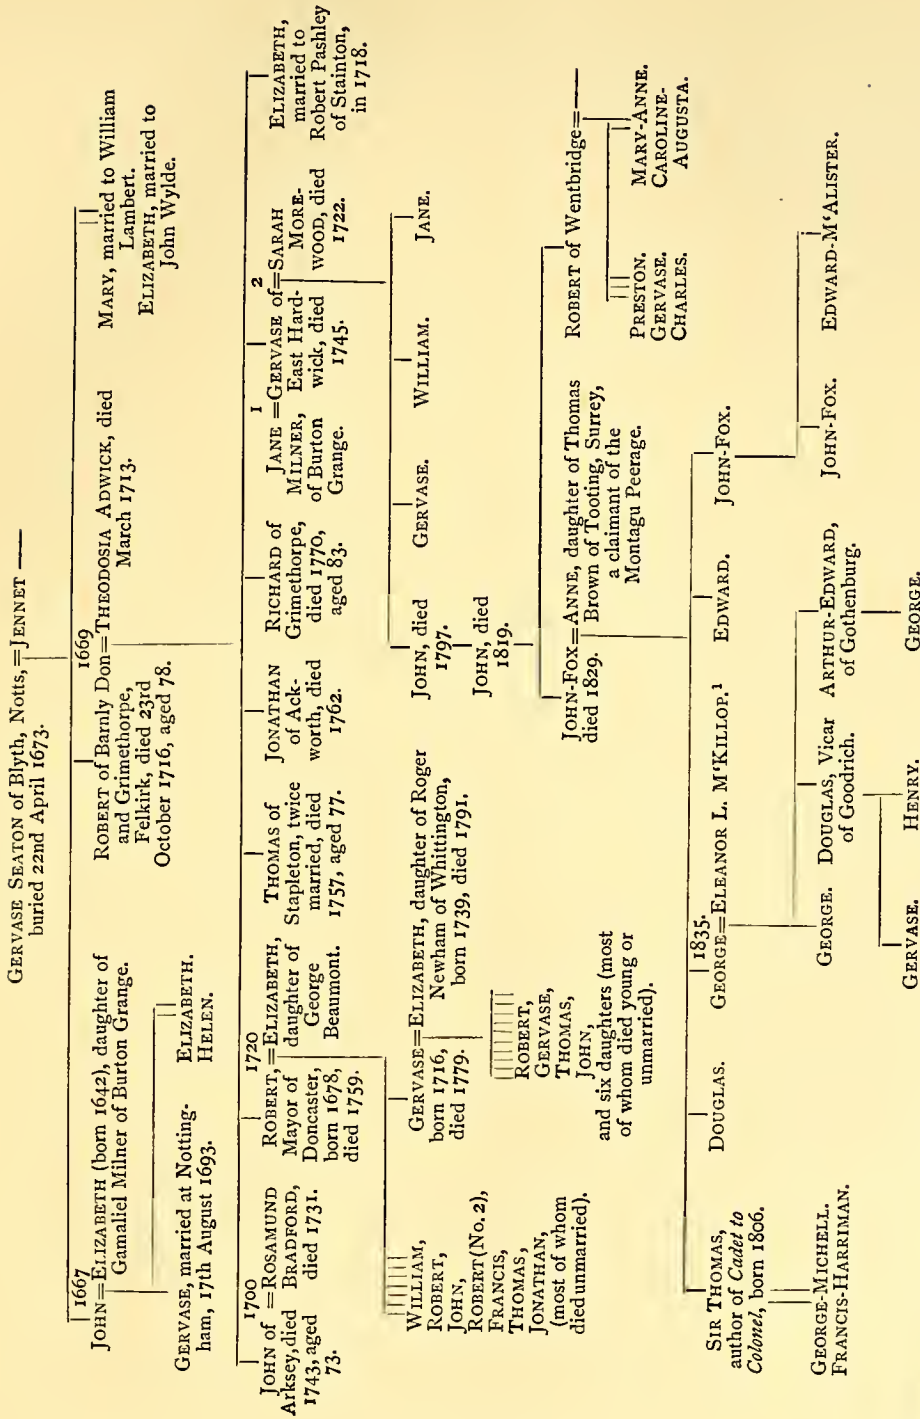 GERVASE SEATON of Blyth, Notts, = JENNET —
buried 22nd April 1673.
1667
JOHN = ELIZABETH (born 1642), daughter of
Gamaliel Milner of Burton Grange.
1669
ROBERT of Barnly Don = THEODOSIA ADWICK, died
and Grimethorpe, March 1713.
Felkirk, died 23rd
October 1716, aged 78.
MARY, married to William
Lambert.
ELIZABETH, married to
John Wylde.
GERVASE, married at Notting-
ham, 17th August 1693.
ELIZABETH.
HELEN.
1700
JOHN of = ROSAMUND
Arksey, died BRADFORD,
1743, aged died 1731.
73.
1720
ROBERT, = ELIZABETH,
Mayor of daughter of
Doncaster, George
born 1678, Beaumont.
died 1759.
THOMAS of
Stapleton, twice
married, died
1757, aged 77.
JONATHAN
of Ack-
worth, died
1762.
RICHARD of
Grimethorpe,
died 1770,
aged 83.
1 2
JANE = GERVASE of = SARAH
MILNER, East Hard- MORE-
of Burton wick, died WOOD, died
Grange. 1745. 1722.
ELIZABETH,
married to
Robert Pashley
of Stainton,
in 1718.
WILLIAM,
ROBERT,
JOHN,
ROBERT (No. 2),
FRANCIS,
THOMAS,
JONATHAN,
(most of whom
died unmarried).
GERVASE = ELIZABETH, daughter of Roger
born 1716, Newham of Whittington,
died 1779. born 1739, died 1791.
ROBERT,
GERVASE,
THOMAS,
JOHN,
and six daughters (most
of whom died young or
unmarried).
JOHN, died
1797.
GERVASE.
WILLIAM.
JANE.
JOHN, died
1819.
JOHN-FOX = ANNE, daughter of Thomas
died 1829. Brown of Tooting, Surrey,
a claimant of the
Montagu Peerage.
ROBERT of Wentbridge = —
PRESTON.
GERVASE.
CHARLES.
MARY-ANNE.
CAROLINE-
AUGUSTA.
SIR THOMAS,
author of Cadet to
Colonel, born 1806.
DOUGLAS.
1835.
GEORGE = ELEANOR L. M'KILLOP.¹
EDWARD.
JOHN-FOX.
GEORGE-MICHELL.
FRANCIS-HARRIMAN.
GEORGE.
DOUGLAS, Vicar
of Goodrich.
ARTHUR-EDWARD,
of Gothenburg.
JOHN-FOX.
EDWARD-M'ALISTER.
GERVASE.
HENRY.
GEORGE.